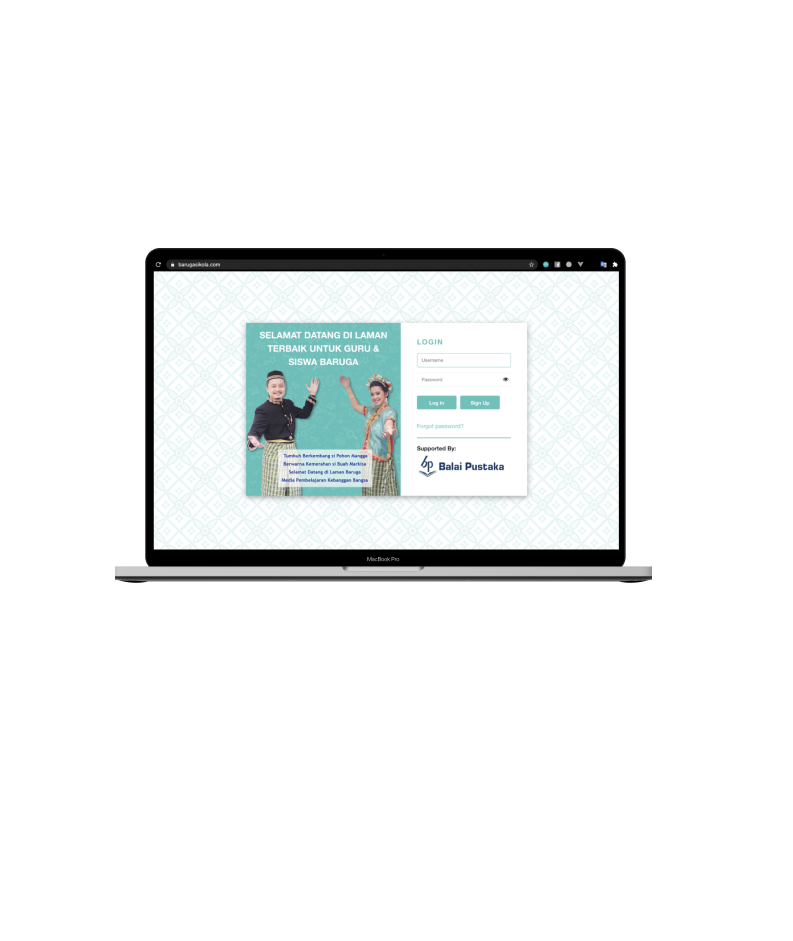 barugasikola.com
SELAMAT DATANG DI LAMAN
TERBAIK UNTUK GURU &
SISWA BARUGA
Tumbuh Berkembang si Pohon Mangga
Berwarna Kemerahan si Buah Markisa
Selamat Datang di Laman Baruga
Media Pembelajaran Kebanggan Bangsa
LOGIN
Username
Password
Log In
Sign Up
Forgot password?
Supported By:
bp Balai Pustaka
MacBook Pro